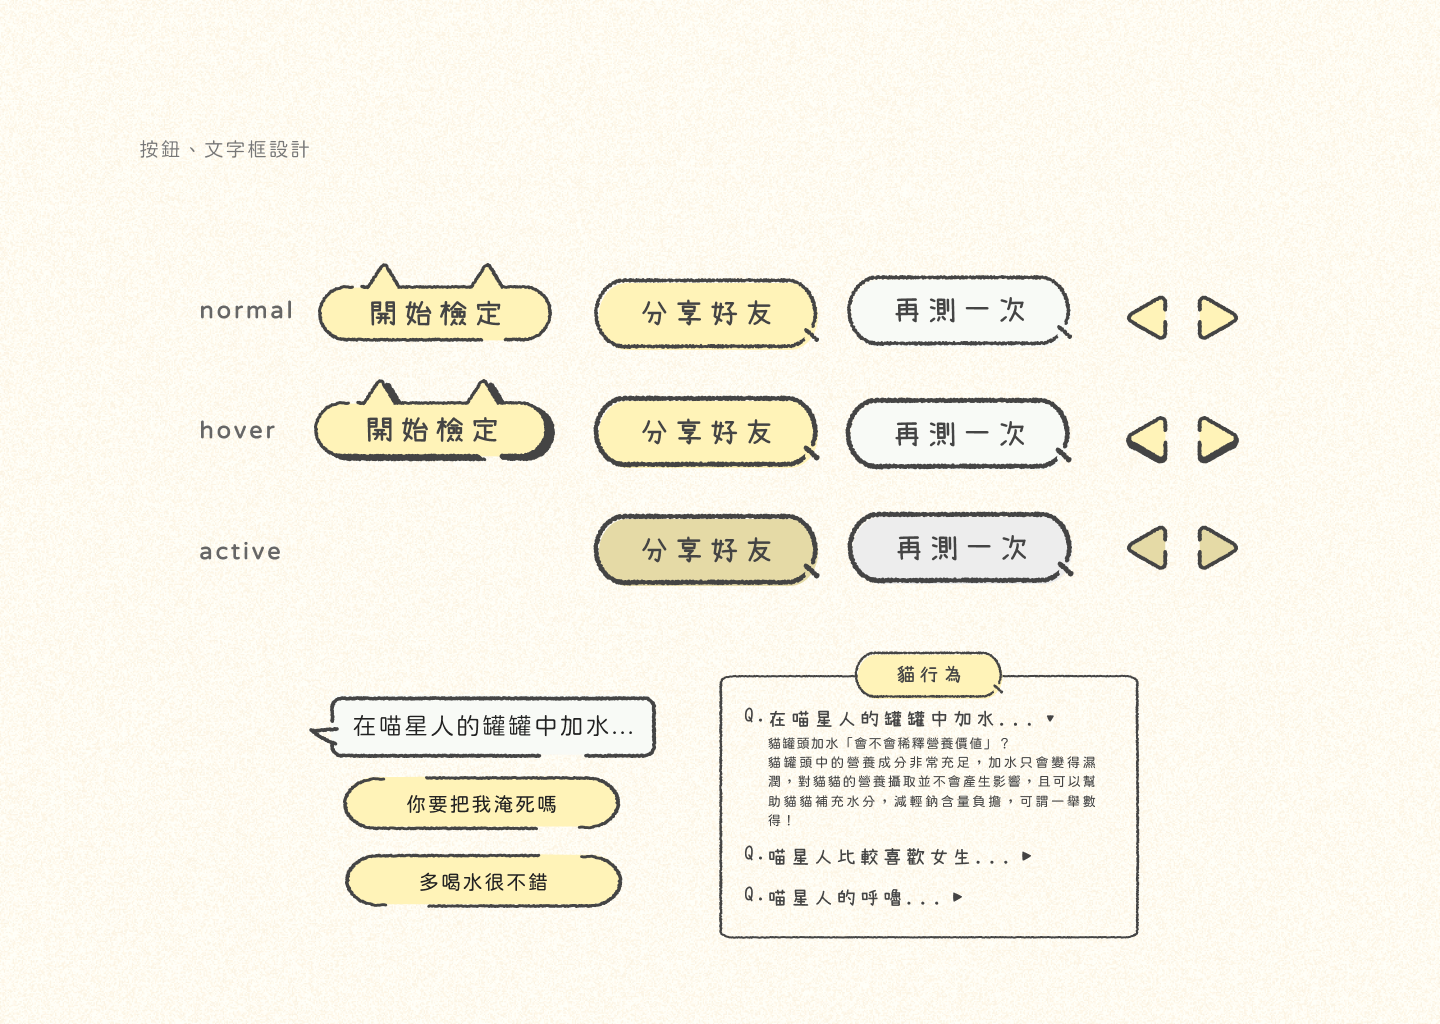 按鈕、文字框設計
normal
開始檢定
分享好友
再測一次
hover
開始檢定
分享好友
再測一次
active
分享好友
再測一次
在喵星人的罐罐中加水...
你要把我淹死嗎
多喝水很不錯
貓行為
Q.在喵星人的罐罐中加水...
貓罐頭加水「會不會稀釋營養價值」?
貓罐頭中的營養成分非常充足，加水只會變得濕
潤，對貓貓的營養攝取並不會產生影響，且可以幫
助貓貓補充水分，減輕鈉含量負擔，可謂一舉數
得！
Q.喵星人比較喜歡女生...
Q.喵星人的呼嚕...